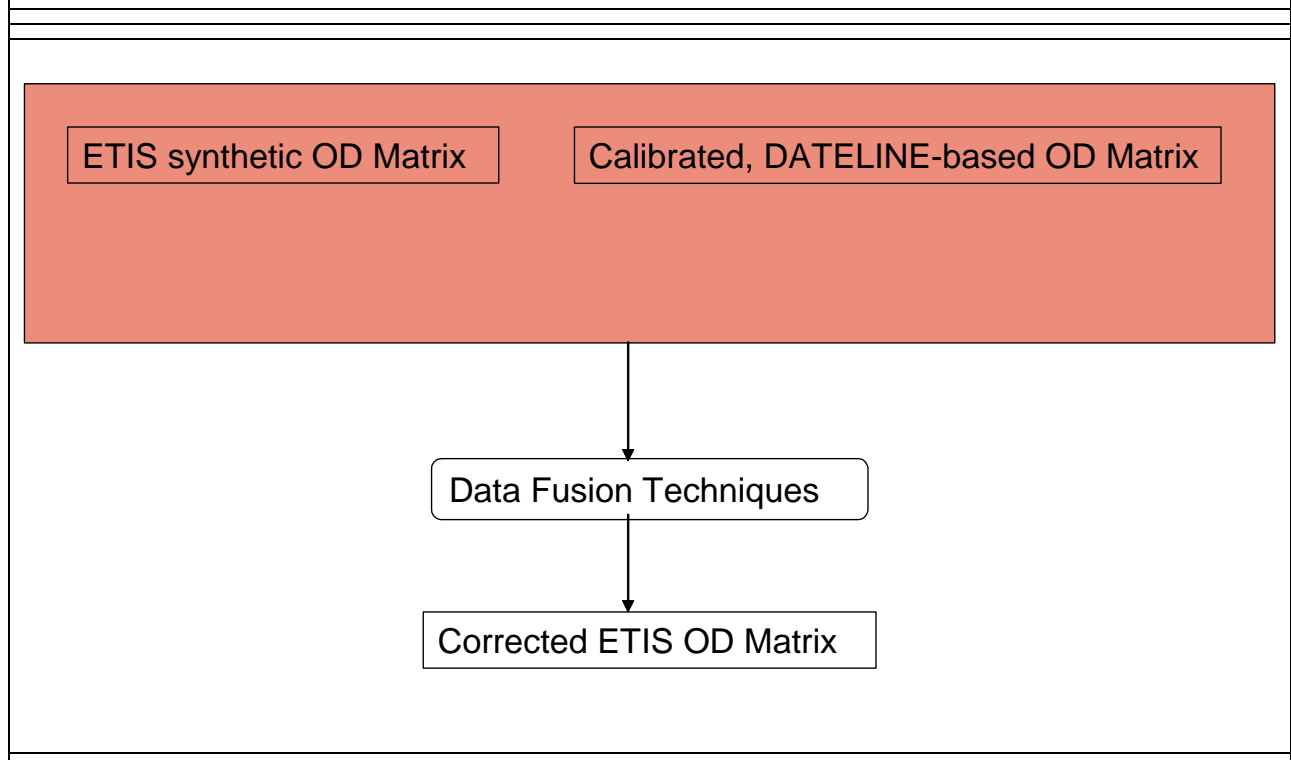 ETIS synthetic OD Matrix
Calibrated, DATELINE-based OD Matrix
Data Fusion Techniques
Corrected ETIS OD Matrix